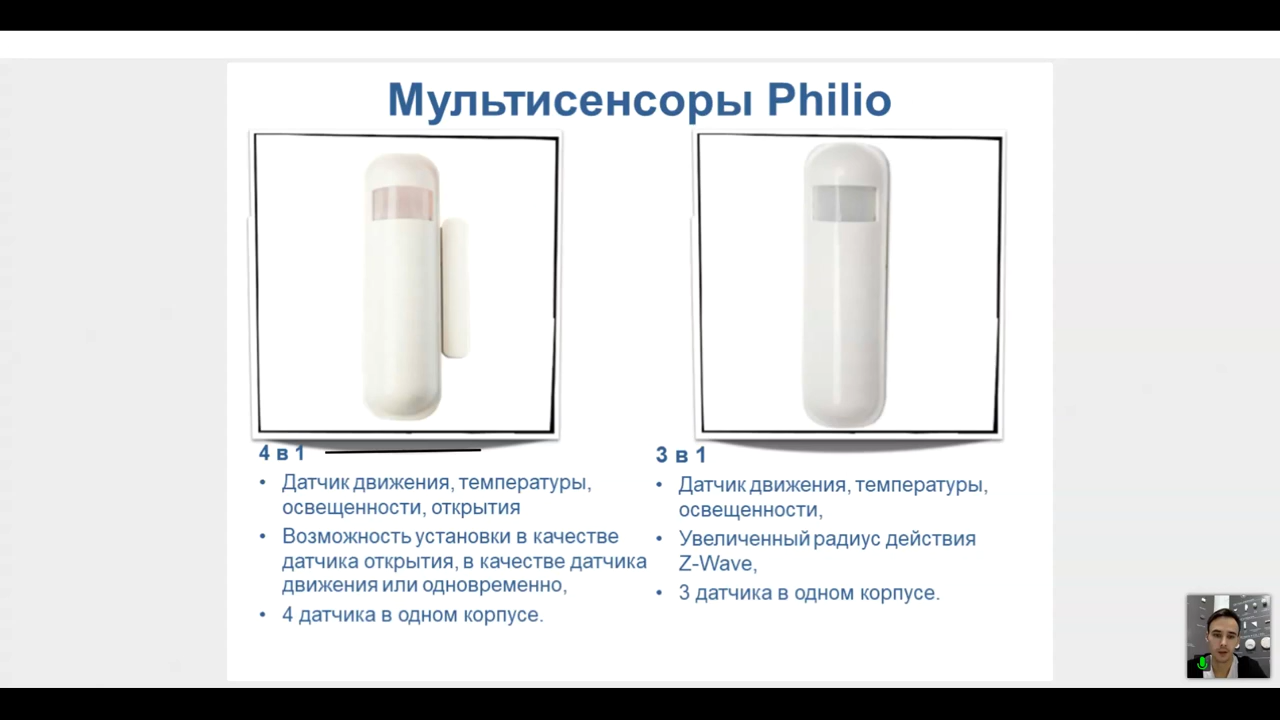 Мультисенсоры Philio
4 в 1
• Датчик движения, температуры,
освещенности, открытия
• Возможность установки в качестве
датчика открытия, в качестве датчика
движения или одновременно,
• 4 датчика в одном корпусе.
3 в 1
• Датчик движения, температуры,
освещенности,
• Увеличенный радиус действия
Z-Wave,
• 3 датчика в одном корпусе.